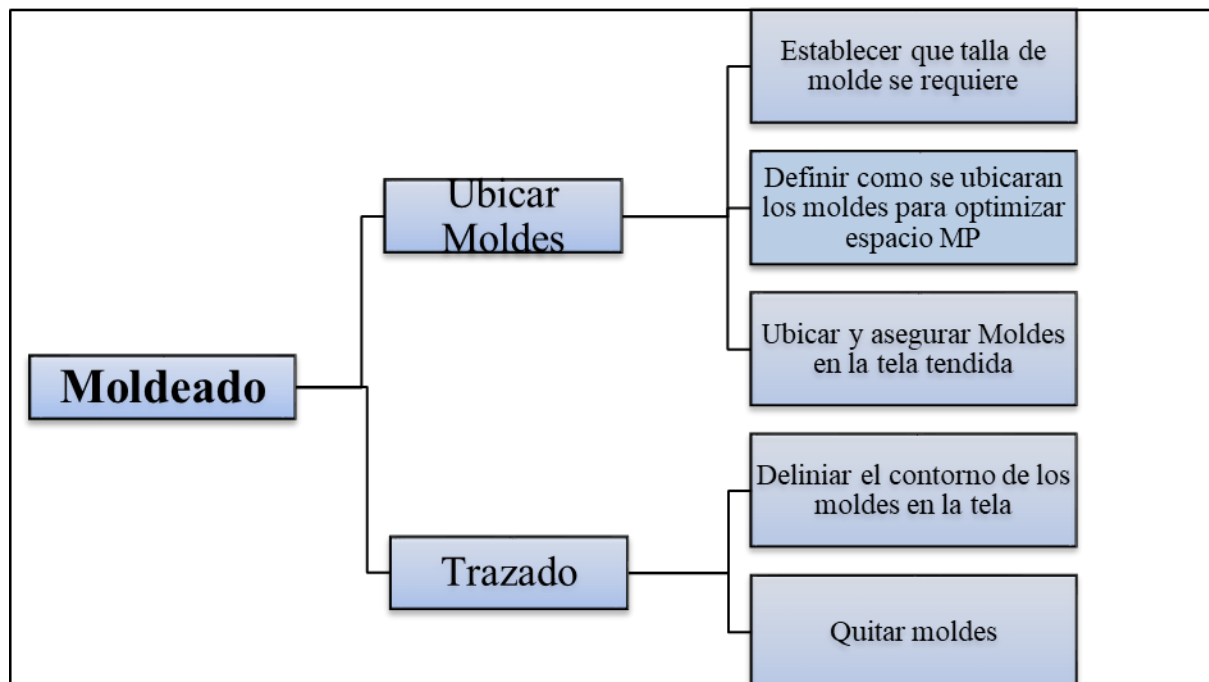 Moldeado
Ubicar
Moldes
Establecer que talla de
molde se requiere
Definir como se ubicaran
los moldes para optimizar
espacio MP
Ubicar y asegurar Moldes
en la tela tendida
Trazado
Deliniar el contorno de los
moldes en la tela
Quitar moldes